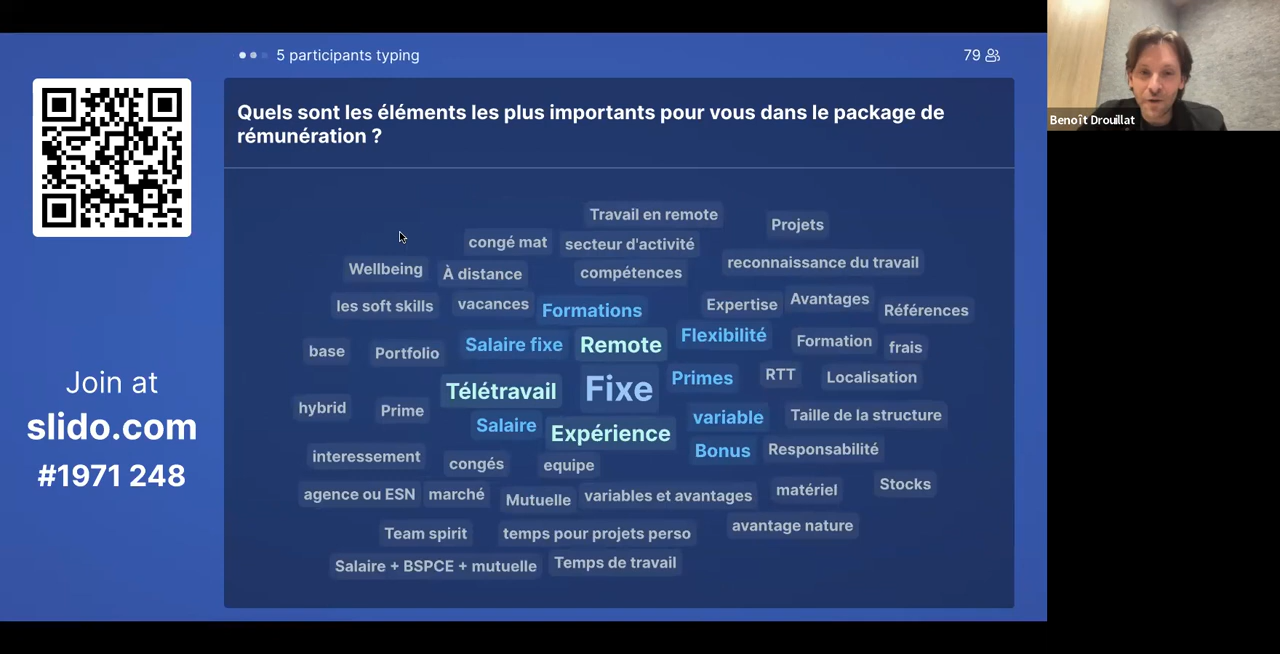 5 participants typing
79
Quels sont les éléments les plus importants pour vous dans le package de
rémunération ?
Travail en remote
Projets
congé mat
secteur d'activité
Wellbeing
À distance
compétences
reconnaissance du travail
les soft skills
vacances
Formations
Expertise
Avantages
Références
base
Portfolio
Salaire fixe
Remote
Flexibilité
Formation
frais
Télétravail
Fixe
Primes
RTT
Localisation
hybrid
Prime
Salaire
Expérience
variable
Taille de la structure
interessement
congés
equipe
Bonus
Responsabilité
agence ou ESN
marché
Mutuelle
variables et avantages
matériel
Stocks
Team spirit
temps pour projets perso
avantage nature
Salaire + BSPCE + mutuelle
Temps de travail
Join at
slido.com
#1971 248
Benoît Drouillat